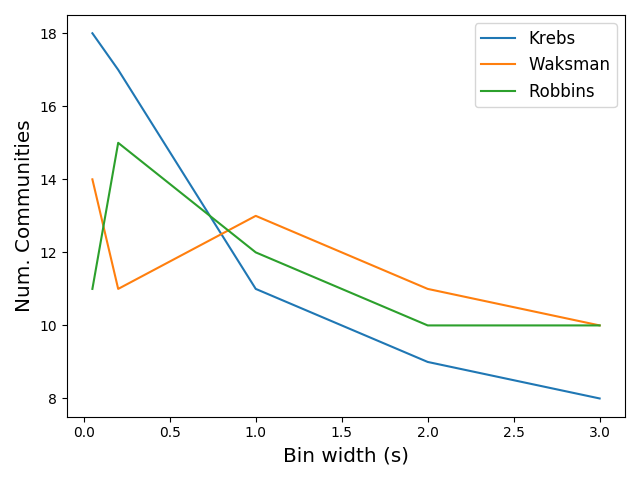 18
16
14
12
10
8
Num. Communities
0.0 0.5 1.0 1.5 2.0 2.5 3.0
Bin width (s)
Krebs
Waksman
Robbins